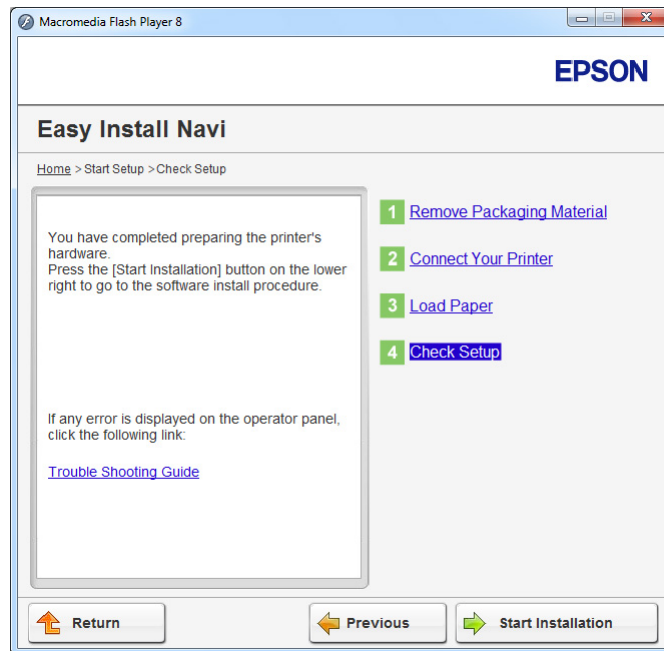 Macromedia Flash Player 8
EPSON
Easy Install Navi
Home > Start Setup >Check Setup
You have completed preparing the printer's
hardware.
Press the [Start Installation] button on the lower
right to go to the software install procedure.
If any error is displayed on the operator panel,
click the following link:
Trouble Shooting Guide
1 Remove Packaging Material
2 Connect Your Printer
3 Load Paper
4 Check Setup
Return
Previous
Start Installation